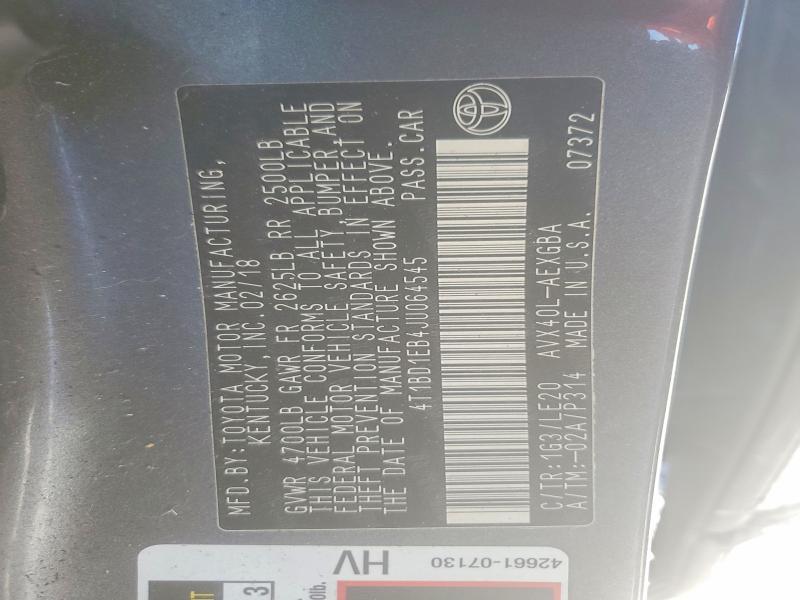 MFD.BY:TOYOTA MOTOR MANUFACTURING,
KENTUCKY, INC.02/18
GVWR 4700LB GAWR FR 2625LB RR 2500LB
THIS VEHICLE CONFORMS TO ALL APPLICABLE
FEDERAL MOTOR VEHICLE SAFETY, BUMPER,AND
THEFT PREVENTION STANDARDS IN EFFECT ON
THE DATE OF MANUFACTURE SHOWN ABOVE.
4T1BD1EB4JU064545 PASS.CAR
C/TR:1G3/LE20 AVX40L-AEXGBA 07372
A/TM:-02A/P314 MADE IN U.S.A.
HV
42661-07130
3